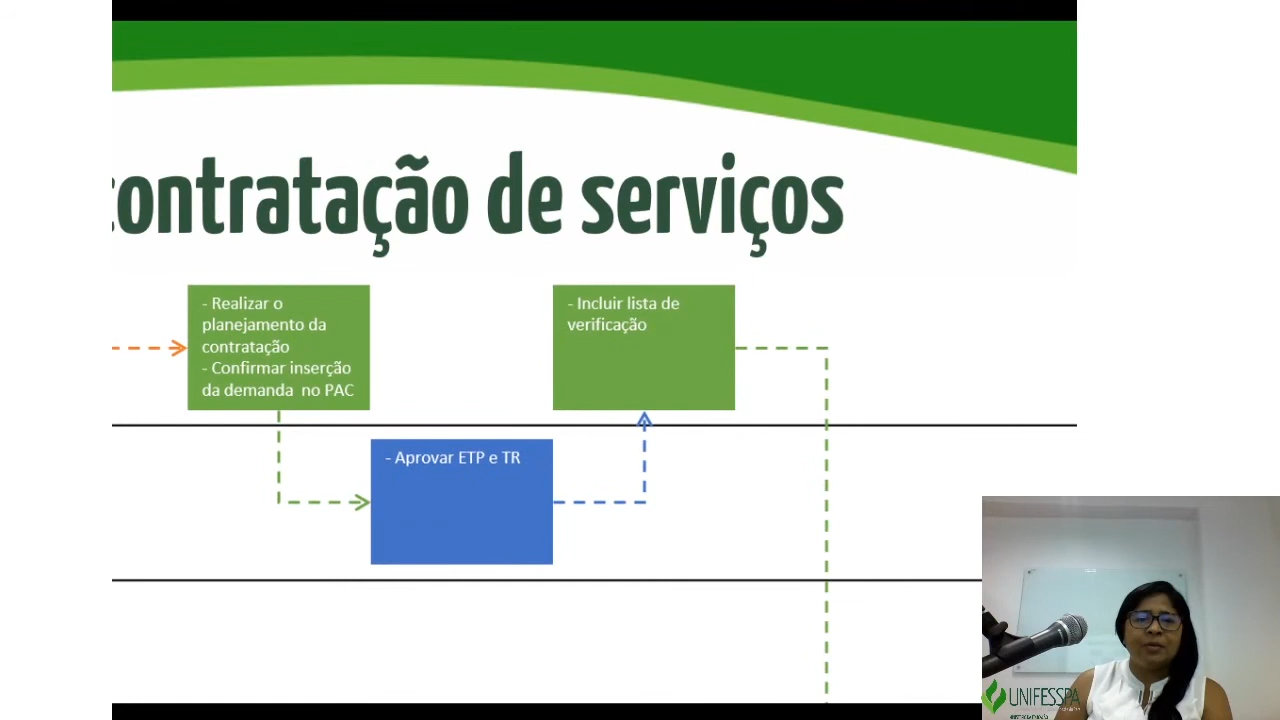 contratação de serviços
- Realizar o
planejamento da
contratação
- Confirmar inserção
da demanda no PAC
- Incluir lista de
verificação
- Aprovar ETP e TR
UNIFESSPA